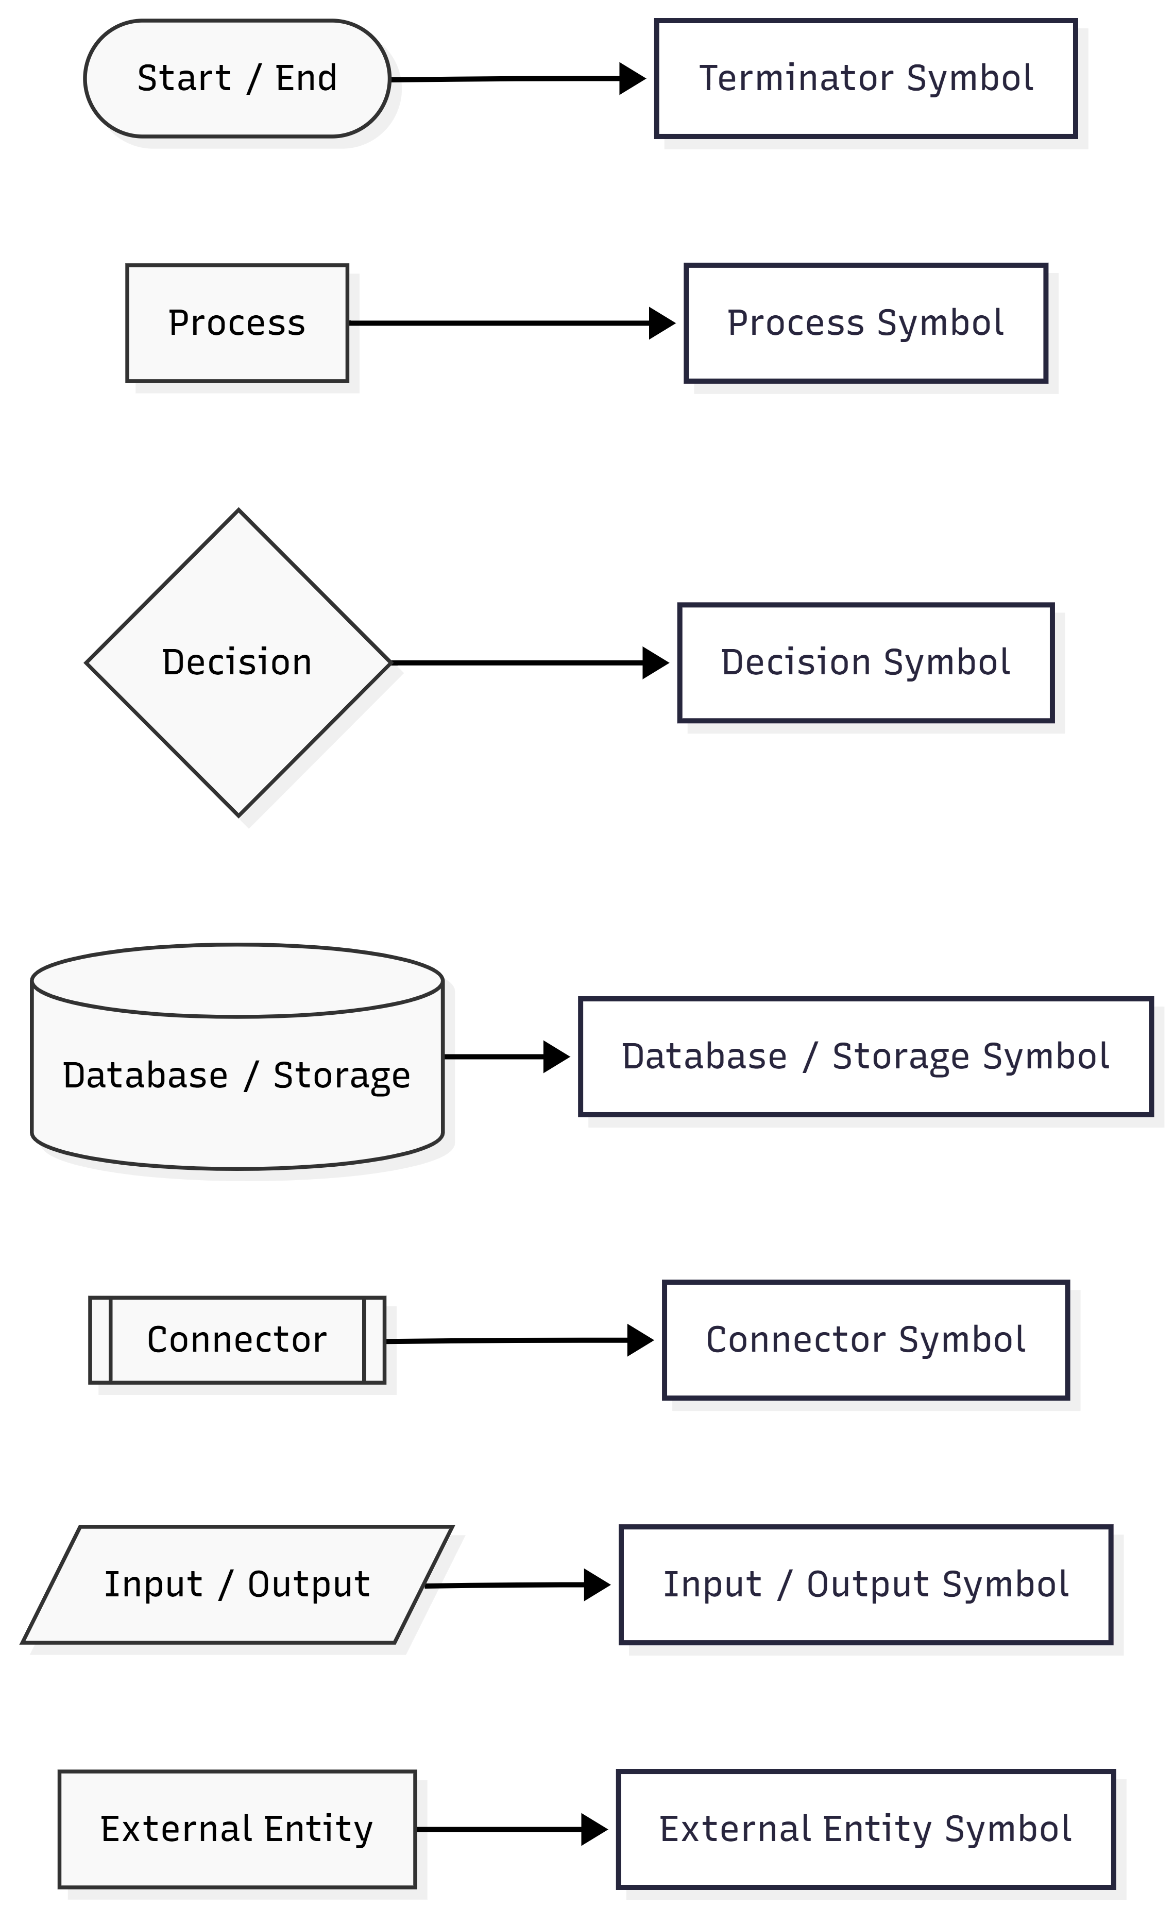 Start / End
Terminator Symbol
Process
Process Symbol
Decision
Decision Symbol
Database / Storage
Database / Storage Symbol
Connector
Connector Symbol
Input / Output
Input / Output Symbol
External Entity
External Entity Symbol